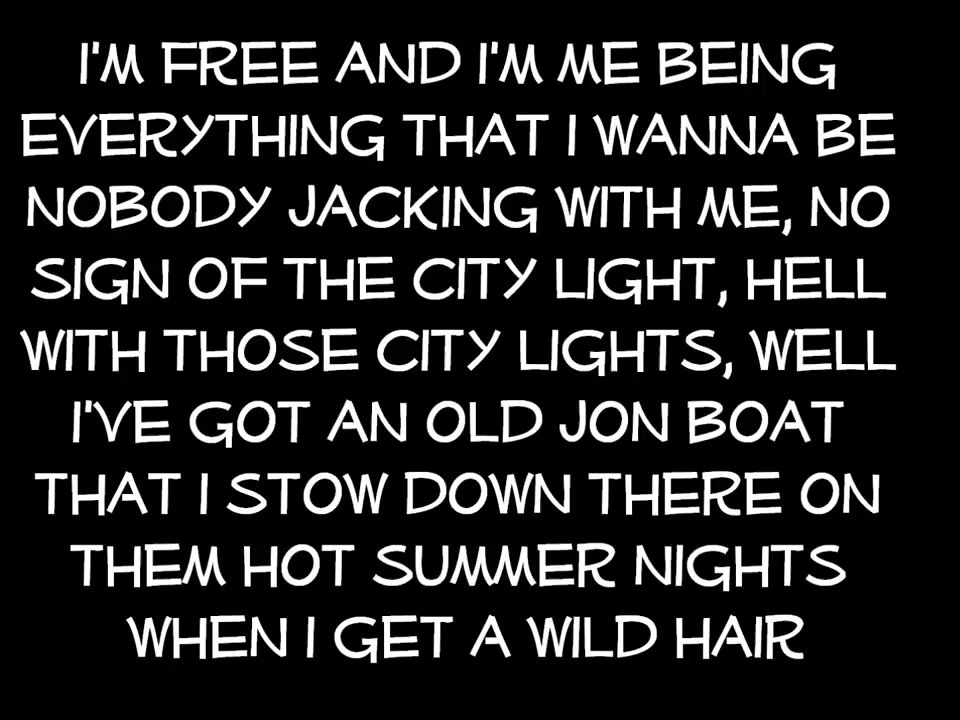 I'M FREE AND I'M ME BEING
EVERYTHING THAT I WANNA BE
NOBODY JACKING WITH ME, NO
SIGN OF THE CITY LIGHT, HELL
WITH THOSE CITY LIGHTS, WELL
I'VE GOT AN OLD JON BOAT
THAT I STOW DOWN THERE ON
THEM HOT SUMMER NIGHTS
WHEN I GET A WILD HAIR